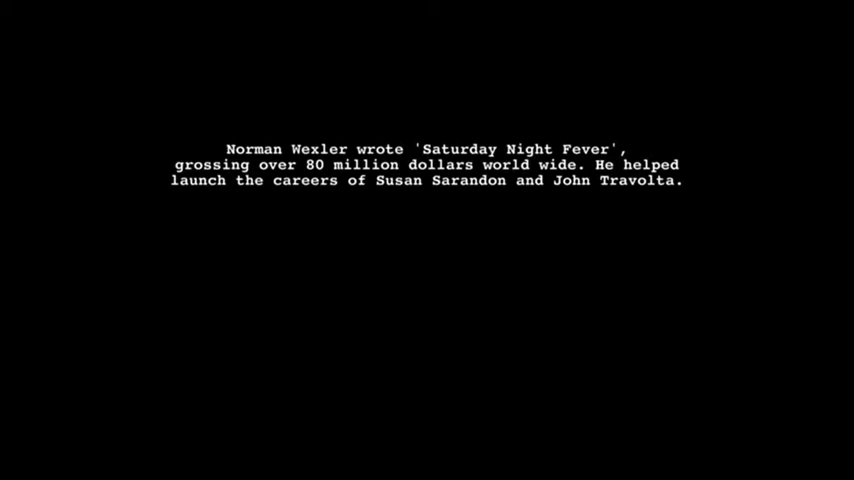 Norman Wexler wrote 'Saturday Night Fever',
grossing over 80 million dollars world wide. He helped
launch the careers of Susan Sarandon and John Travolta.